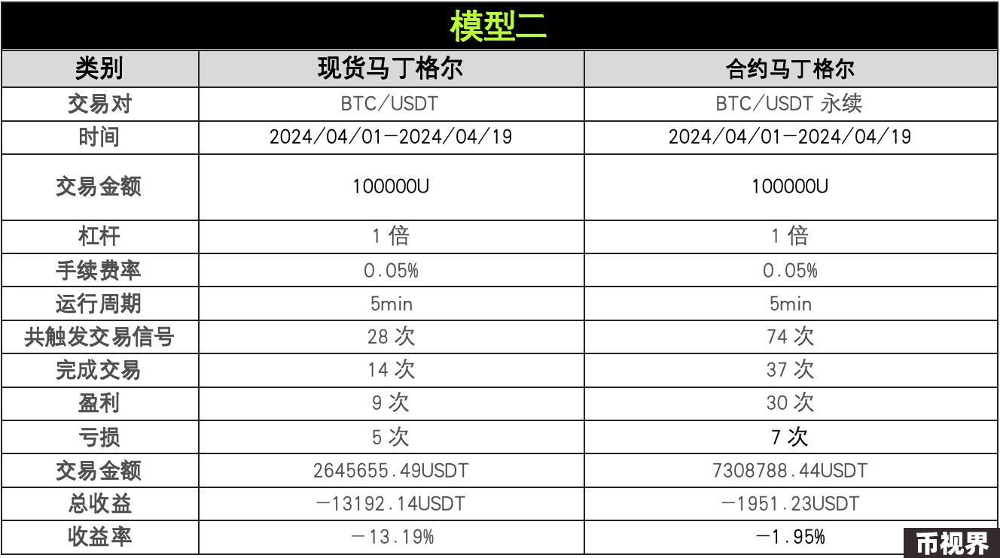 模型二
类别 现货马丁格尔 合约马丁格尔
交易对 BTC/USDT BTC/USDT 永续
时间 2024/04/01-2024/04/19 2024/04/01-2024/04/19
交易金额 100000U 100000U
杠杆 1 倍 1 倍
手续费率 0.05% 0.05%
运行周期 5min 5min
共触发交易信号 28 次 74 次
完成交易 14 次 37 次
盈利 9 次 30 次
亏损 5 次 7 次
交易金额 2645655.49USDT 7308788.44USDT
总收益 -13192.14USDT -1951.23USDT
收益率 -13.19% -1.95%
币视界